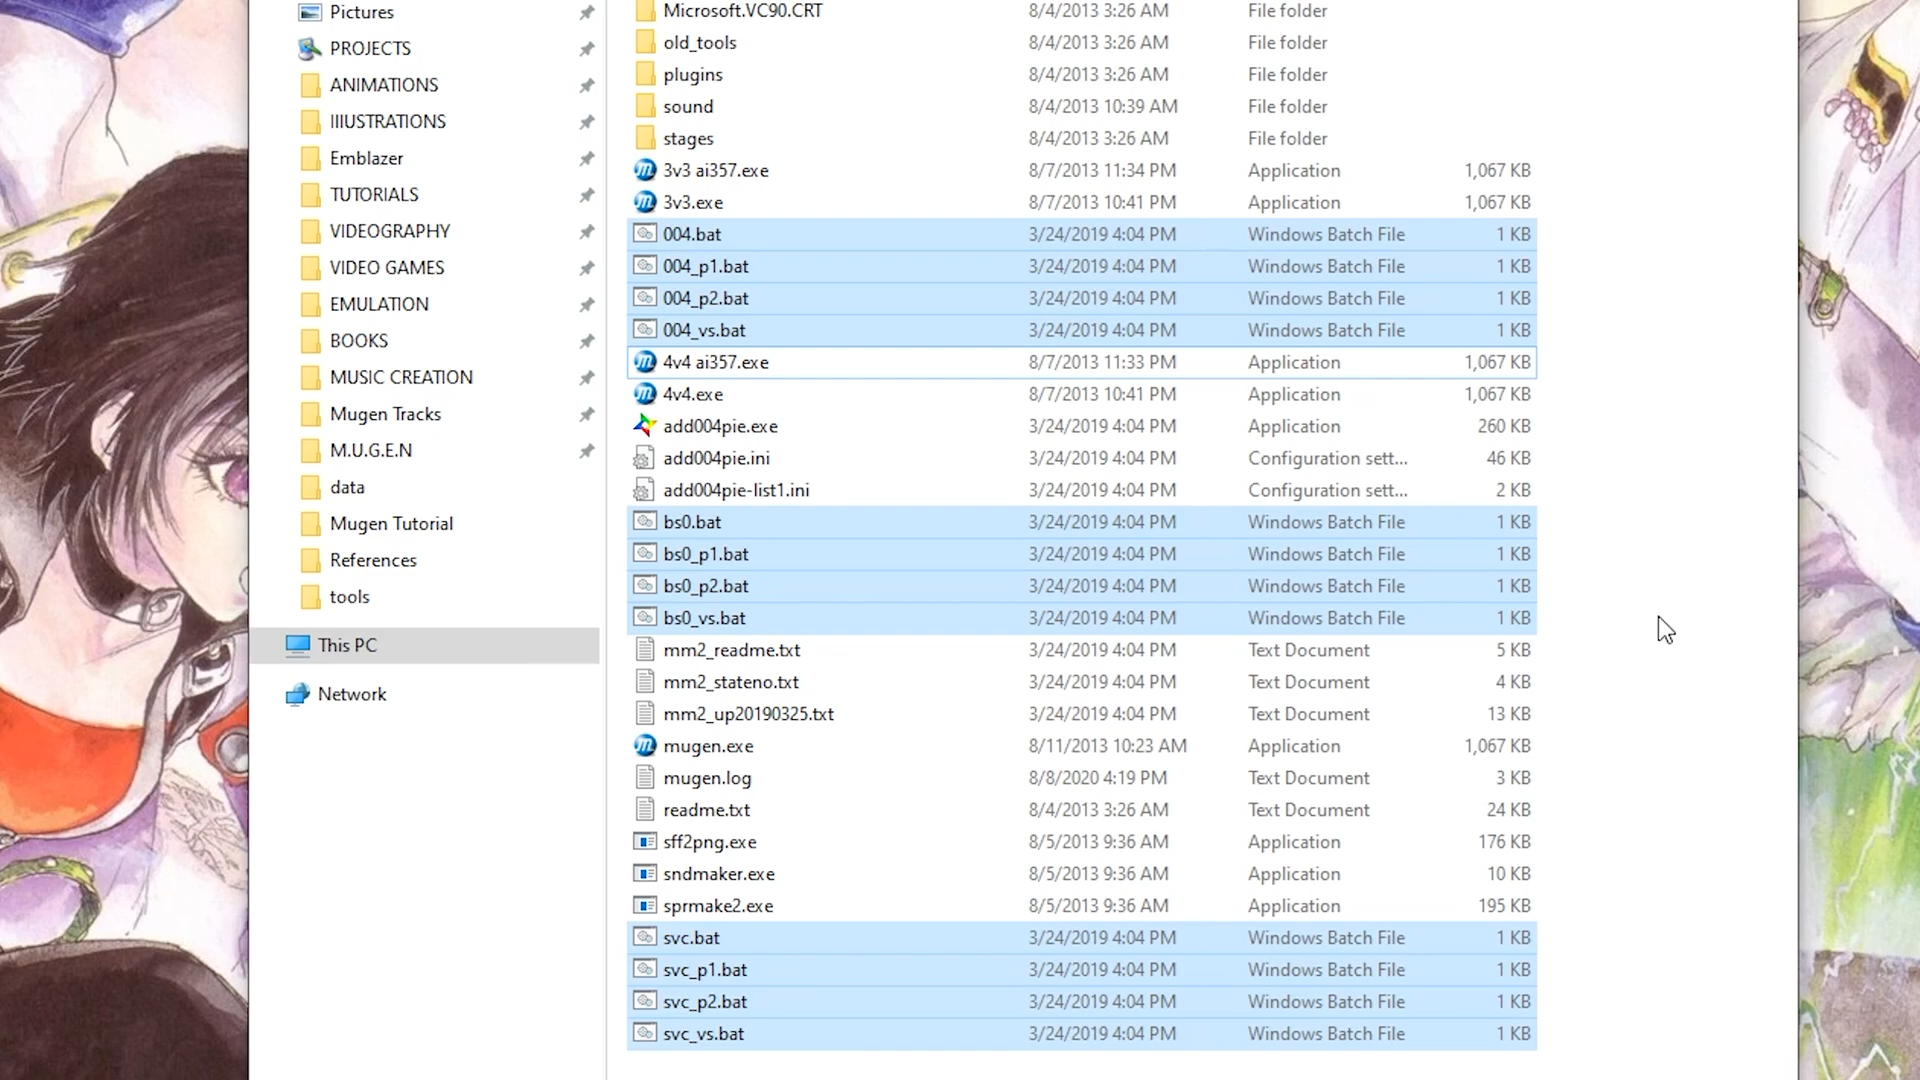 Pictures
PROJECTS
ANIMATIONS
IIIUSTRATIONS
Emblazer
TUTORIALS
VIDEOGRAPHY
VIDEO GAMES
EMULATION
BOOKS
MUSIC CREATION
Mugen Tracks
M.U.G.E.N
data
Mugen Tutorial
References
tools
This PC
Network
Microsoft.VC90.CRT 8/4/2013 3:26 AM File folder
old_tools 8/4/2013 3:26 AM File folder
plugins 8/4/2013 3:26 AM File folder
sound 8/4/2013 10:39 AM File folder
stages 8/4/2013 3:26 AM File folder
3v3 ai357.exe 8/7/2013 11:34 PM Application 1,067 KB
3v3.exe 8/7/2013 10:41 PM Application 1,067 KB
004.bat 3/24/2019 4:04 PM Windows Batch File 1 KB
004_p1.bat 3/24/2019 4:04 PM Windows Batch File 1 KB
004_p2.bat 3/24/2019 4:04 PM Windows Batch File 1 KB
004_vs.bat 3/24/2019 4:04 PM Windows Batch File 1 KB
4v4 ai357.exe 8/7/2013 11:33 PM Application 1,067 KB
4v4.exe 8/7/2013 10:41 PM Application 1,067 KB
add004pie.exe 3/24/2019 4:04 PM Application 260 KB
add004pie.ini 3/24/2019 4:04 PM Configuration sett... 46 KB
add004pie-list1.ini 3/24/2019 4:04 PM Configuration sett... 2 KB
bs0.bat 3/24/2019 4:04 PM Windows Batch File 1 KB
bs0_p1.bat 3/24/2019 4:04 PM Windows Batch File 1 KB
bs0_p2.bat 3/24/2019 4:04 PM Windows Batch File 1 KB
bs0_vs.bat 3/24/2019 4:04 PM Windows Batch File 1 KB
mm2_readme.txt 3/24/2019 4:04 PM Text Document 5 KB
mm2_stateno.txt 3/24/2019 4:04 PM Text Document 4 KB
mm2_up20190325.txt 3/24/2019 4:04 PM Text Document 13 KB
mugen.exe 8/11/2013 10:23 AM Application 1,067 KB
mugen.log 8/8/2020 4:19 PM Text Document 3 KB
readme.txt 8/4/2013 3:26 AM Text Document 24 KB
sff2png.exe 8/5/2013 9:36 AM Application 176 KB
sndmaker.exe 8/5/2013 9:36 AM Application 10 KB
sprmake2.exe 8/5/2013 9:36 AM Application 195 KB
svc.bat 3/24/2019 4:04 PM Windows Batch File 1 KB
svc_p1.bat 3/24/2019 4:04 PM Windows Batch File 1 KB
svc_p2.bat 3/24/2019 4:04 PM Windows Batch File 1 KB
svc_vs.bat 3/24/2019 4:04 PM Windows Batch File 1 KB